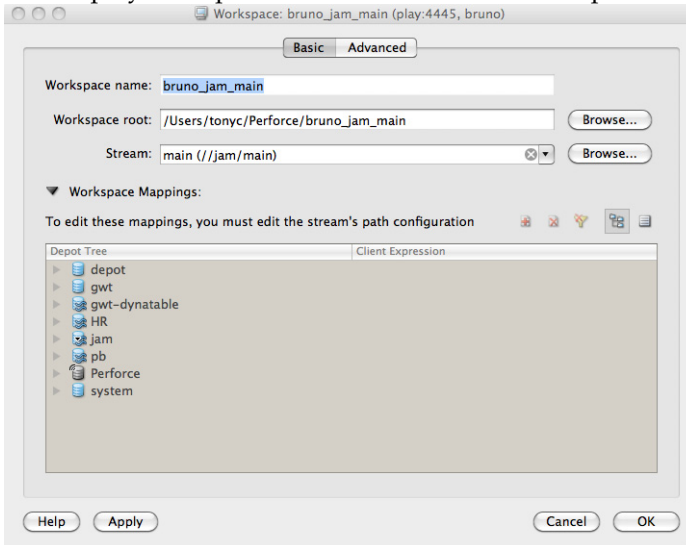 Workspace: bruno_jam_main (play:4445, bruno)
Basic Advanced
Workspace name: bruno_jam_main
Workspace root: /Users/tonyc/Perforce/bruno_jam_main Browse...
Stream: main (//jam/main) Browse...
Workspace Mappings:
To edit these mappings, you must edit the stream's path configuration
Depot Tree Client Expression
depot
gwt
gwt-dynatable
HR
jam
pb
Perforce
system
Help Apply Cancel OK